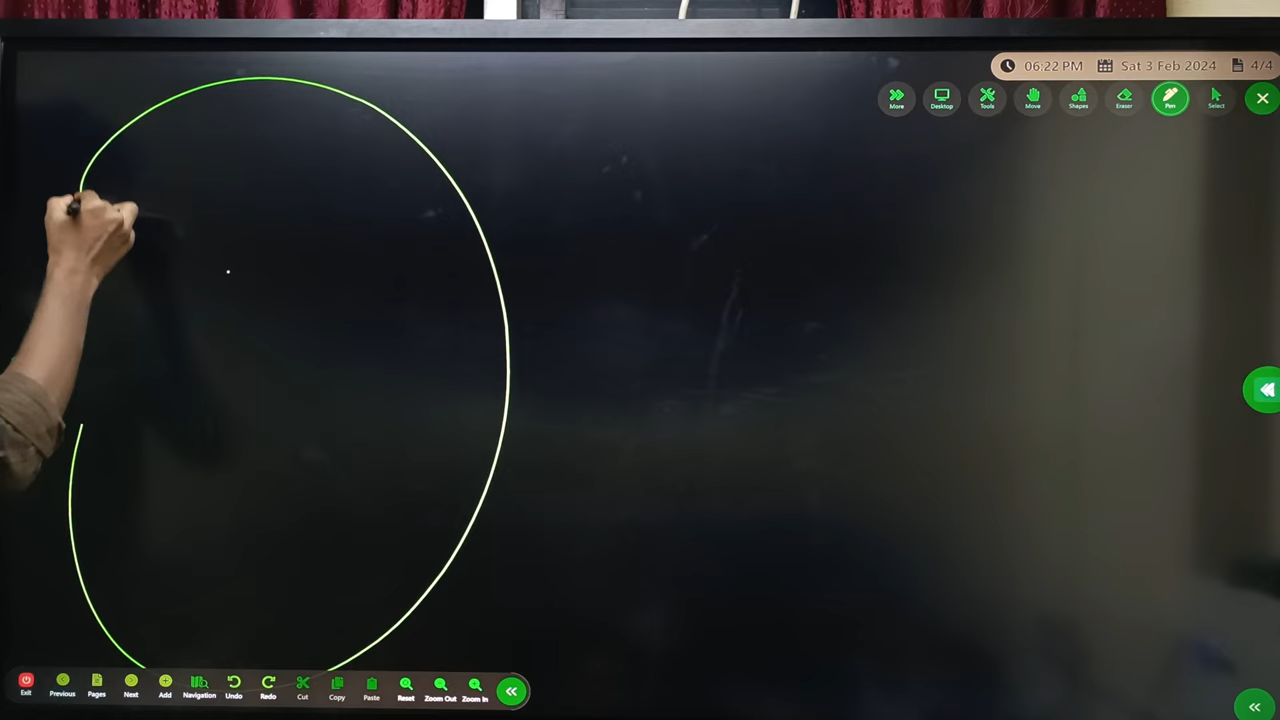 06:22 PM Sat 3 Feb 2024 4/4
More Desktop Tools Move Shapes Eraser Pen Select
Exit Previous Pages Next Add Navigation Undo Redo Cut Copy Paste Reset Zoom Out Zoom In